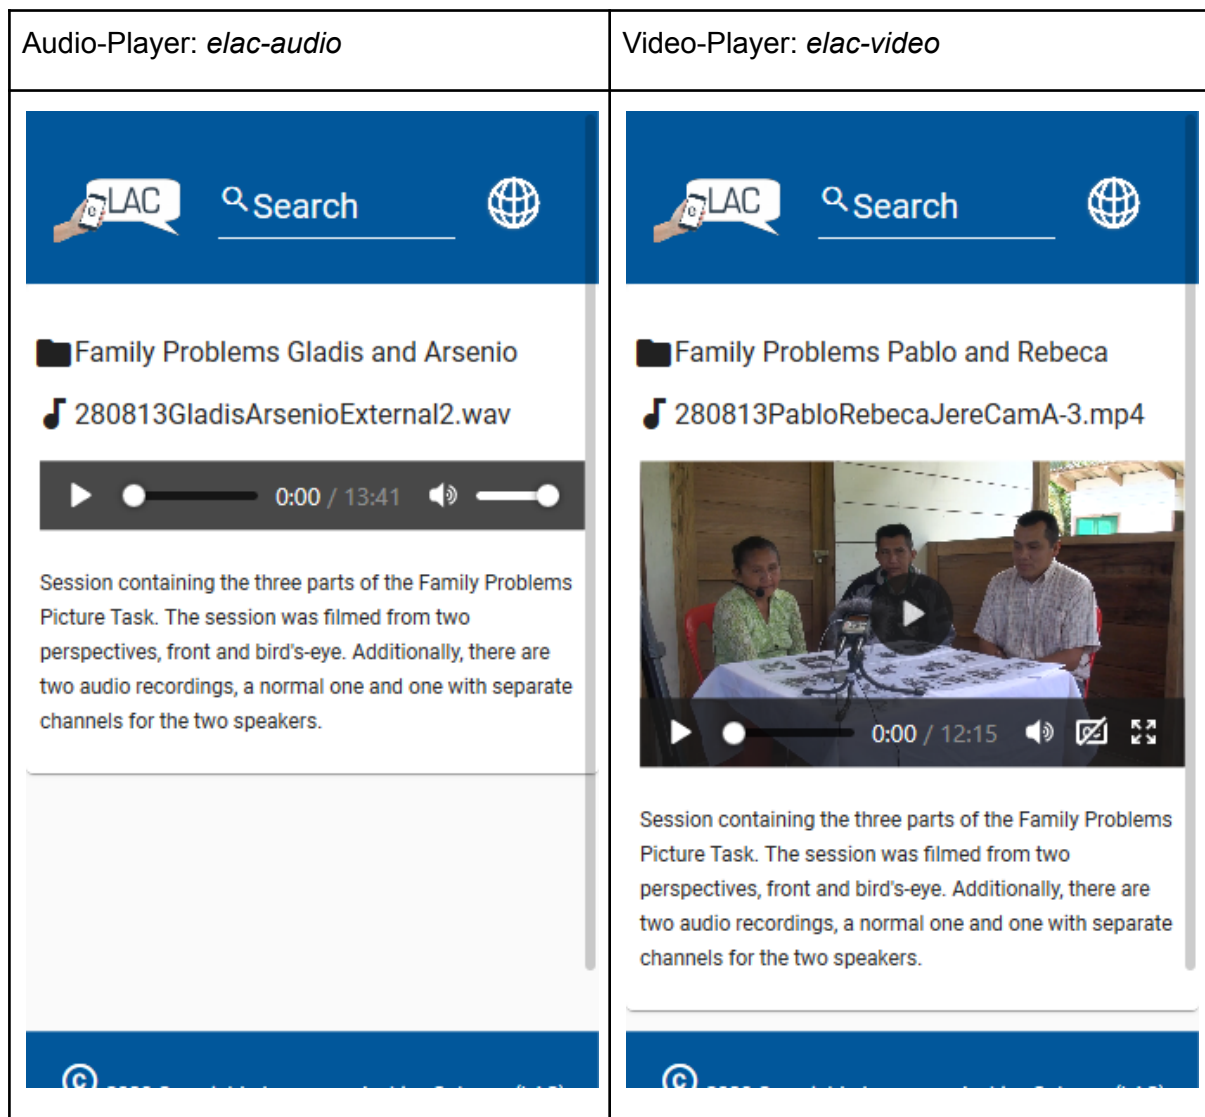 Audio-Player: elac-audio
Video-Player: elac-video
eLAC
Search
Family Problems Gladis and Arsenio
280813GladisArsenioExternal2.wav
0:00 / 13:41
Session containing the three parts of the Family Problems
Picture Task. The session was filmed from two
perspectives, front and bird's-eye. Additionally, there are
two audio recordings, a normal one and one with separate
channels for the two speakers.
©
eLAC
Search
Family Problems Pablo and Rebeca
280813PabloRebecaJereCamA-3.mp4
0:00 / 12:15
Session containing the three parts of the Family Problems
Picture Task. The session was filmed from two
perspectives, front and bird's-eye. Additionally, there are
two audio recordings, a normal one and one with separate
channels for the two speakers.
©